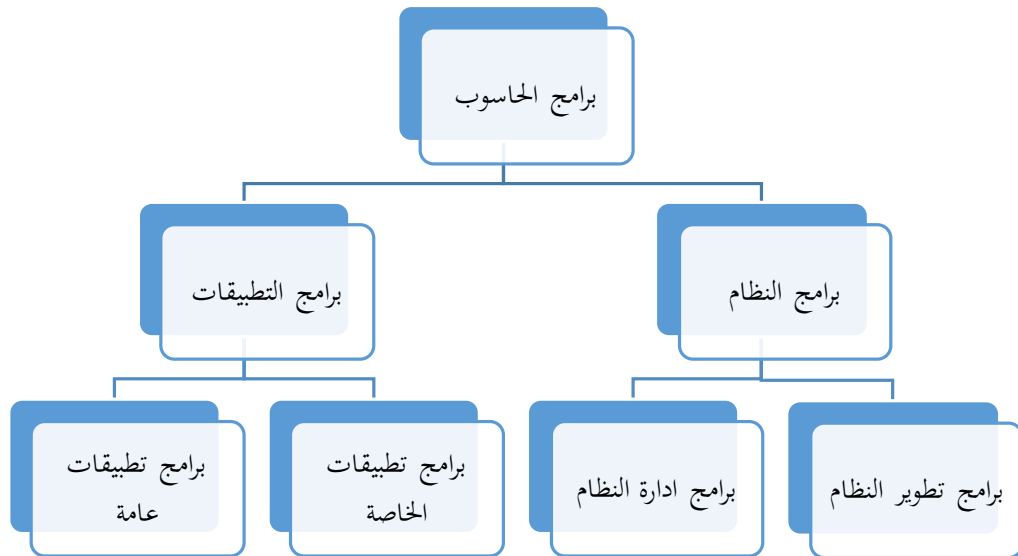 برامج الحاسوب
برامج النظام
برامج التطبيقات
برامج تطوير النظام
برامج ادارة النظام
برامج تطبيقات
الخاصة
برامج تطبيقات
عامة